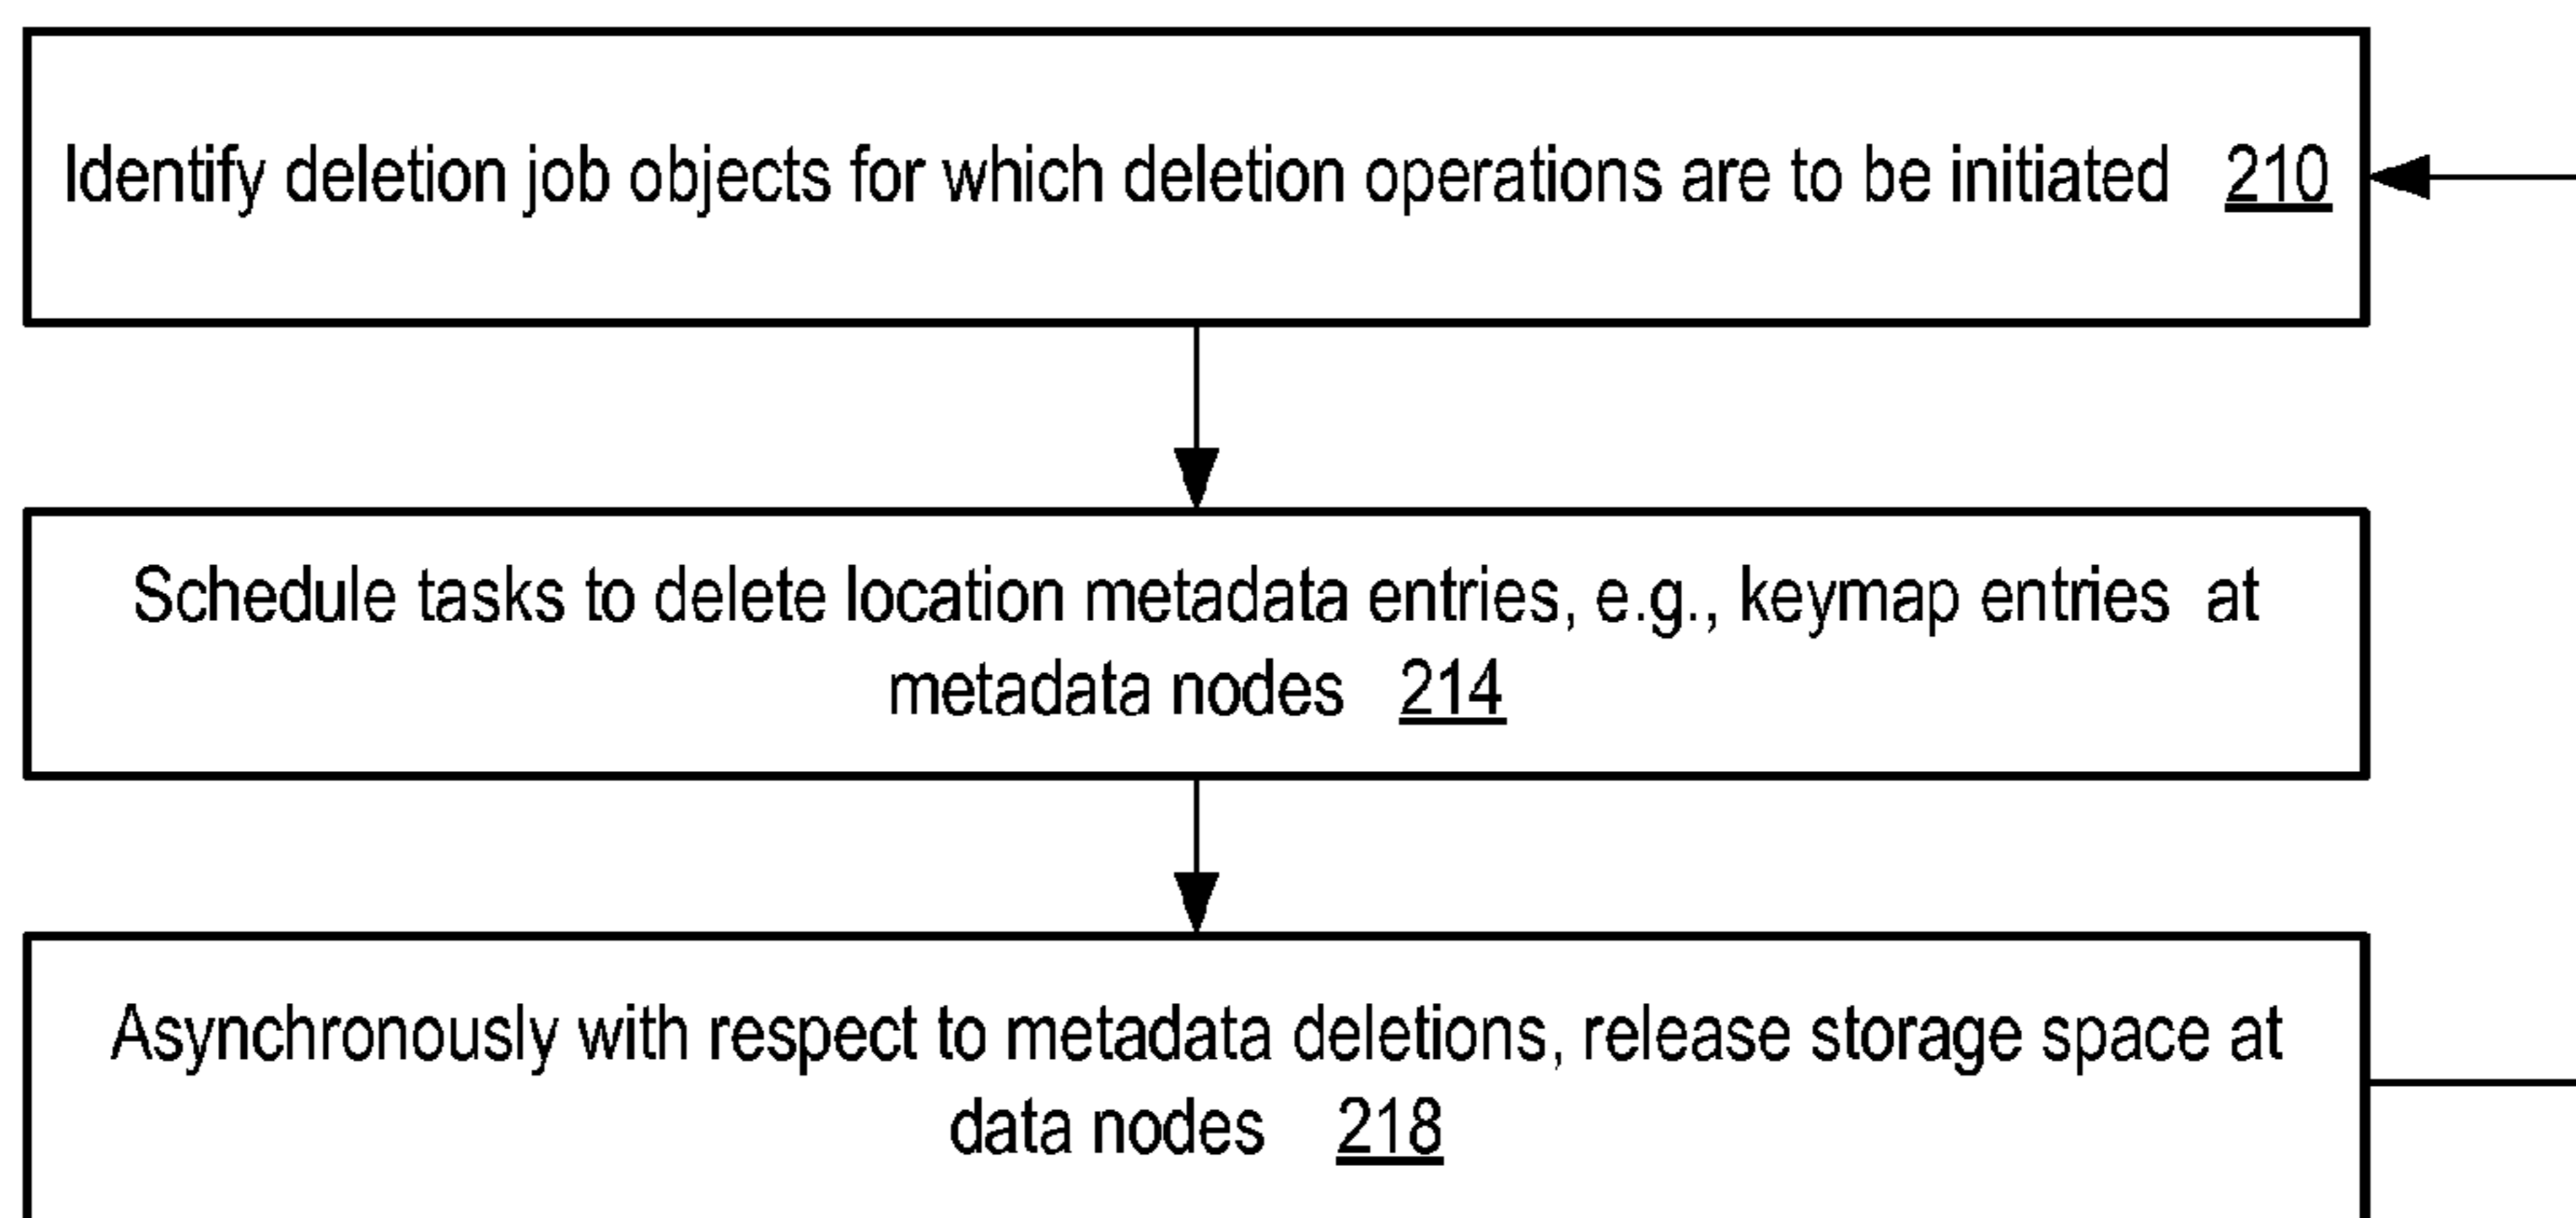 Identify deletion job objects for which deletion operations are to be initiated 210
Schedule tasks to delete location metadata entries, e.g., keymap entries at
metadata nodes 214
Asynchronously with respect to metadata deletions, release storage space at
data nodes 218